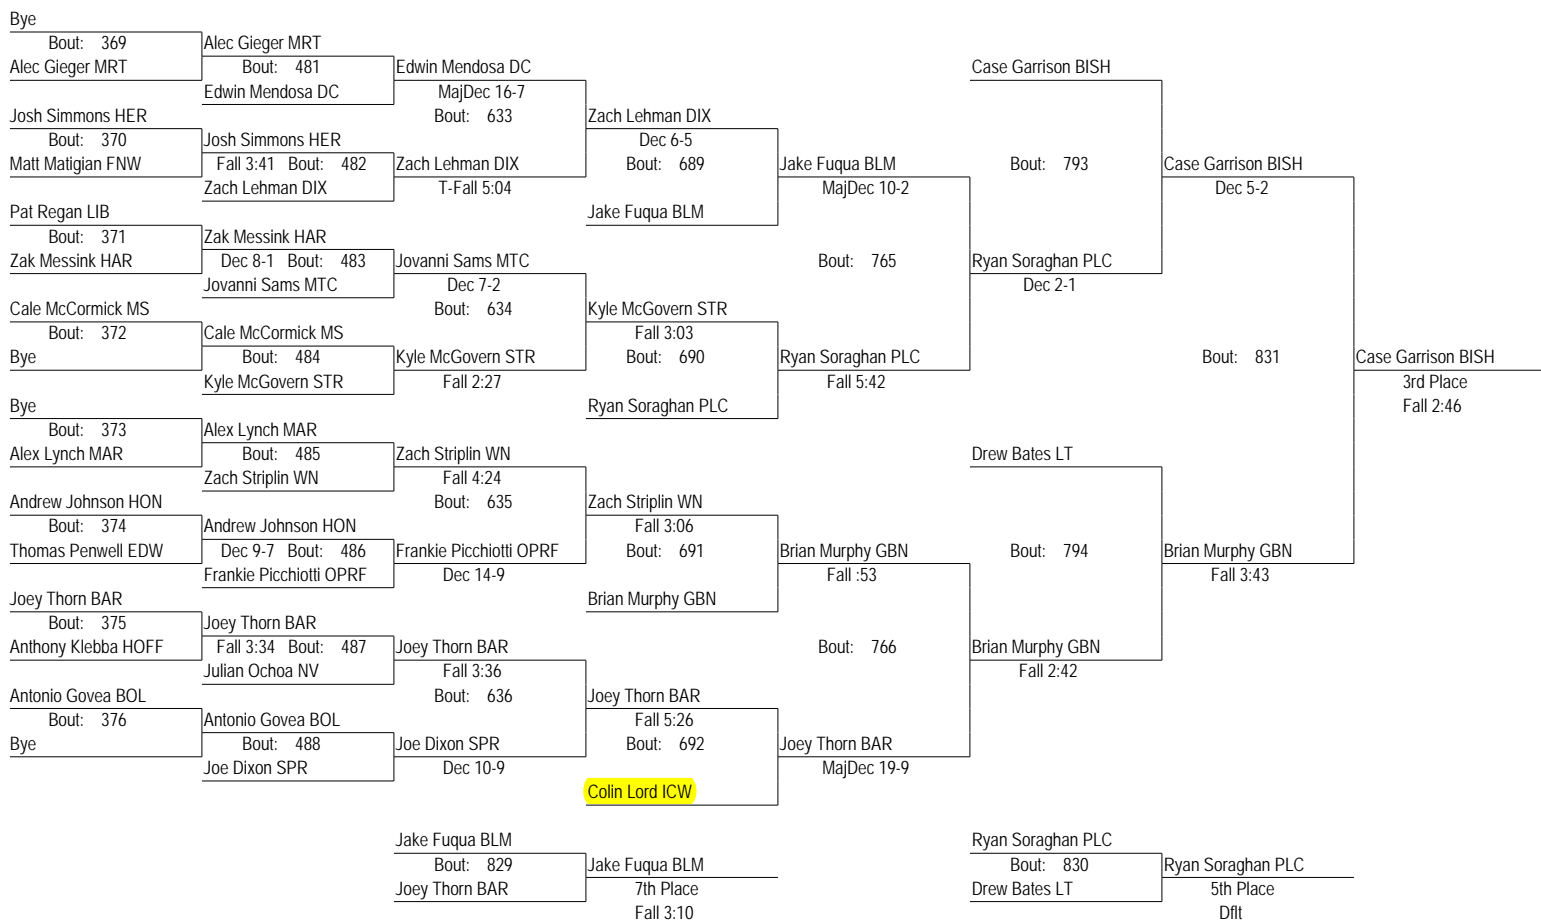 Bye
Bout: 369 Alec Gieger MRT
Alec Gieger MRT Bout: 481 Edwin Mendosa DC Case Garrison BISH
Edwin Mendosa DC MajDec 16-7
Josh Simmons HER Bout: 633 Zach Lehman DIX
Bout: 370 Josh Simmons HER Dec 6-5
Matt Matigian FNW Fall 3:41 Bout: 482 Zach Lehman DIX Bout: 689 Jake Fuqua BLM Bout: 793 Case Garrison BISH
Zach Lehman DIX T-Fall 5:04 MajDec 10-2 Dec 5-2
Pat Regan LIB Jake Fuqua BLM
Bout: 371 Zak Messink HAR
Zak Messink HAR Dec 8-1 Bout: 483 Jovanni Sams MTC Bout: 765 Ryan Soraghan PLC
Jovanni Sams MTC Dec 7-2 Dec 2-1
Cale McCormick MS Bout: 634 Kyle McGovern STR
Bout: 372 Cale McCormick MS Fall 3:03
Bye Bout: 484 Kyle McGovern STR Bout: 690 Ryan Soraghan PLC Bout: 831 Case Garrison BISH
Kyle McGovern STR Fall 2:27 Fall 5:42 3rd Place
Bye Ryan Soraghan PLC Fall 2:46
Bout: 373 Alex Lynch MAR
Alex Lynch MAR Bout: 485 Zach Striplin WN Drew Bates LT
Zach Striplin WN Fall 4:24
Andrew Johnson HON Bout: 635 Zach Striplin WN
Bout: 374 Andrew Johnson HON Fall 3:06
Thomas Penwell EDW Dec 9-7 Bout: 486 Frankie Picchiotti OPRF Bout: 691 Brian Murphy GBN Bout: 794 Brian Murphy GBN
Frankie Picchiotti OPRF Dec 14-9 Fall :53 Fall 3:43
Joey Thorn BAR Brian Murphy GBN
Bout: 375 Joey Thorn BAR
Anthony Klebba HOFF Fall 3:34 Bout: 487 Joey Thorn BAR Bout: 766 Brian Murphy GBN
Julian Ochoa NV Fall 3:36 Fall 2:42
Antonio Govea BOL Bout: 636 Joey Thorn BAR
Bout: 376 Antonio Govea BOL Fall 5:26
Bye Bout: 488 Joe Dixon SPR Bout: 692 Joey Thorn BAR
Joe Dixon SPR Dec 10-9 MajDec 19-9
Colin Lord ICW
Jake Fuqua BLM Ryan Soraghan PLC
Bout: 829 Jake Fuqua BLM Bout: 830 Ryan Soraghan PLC
Joey Thorn BAR 7th Place Drew Bates LT 5th Place
Fall 3:10 Dflt